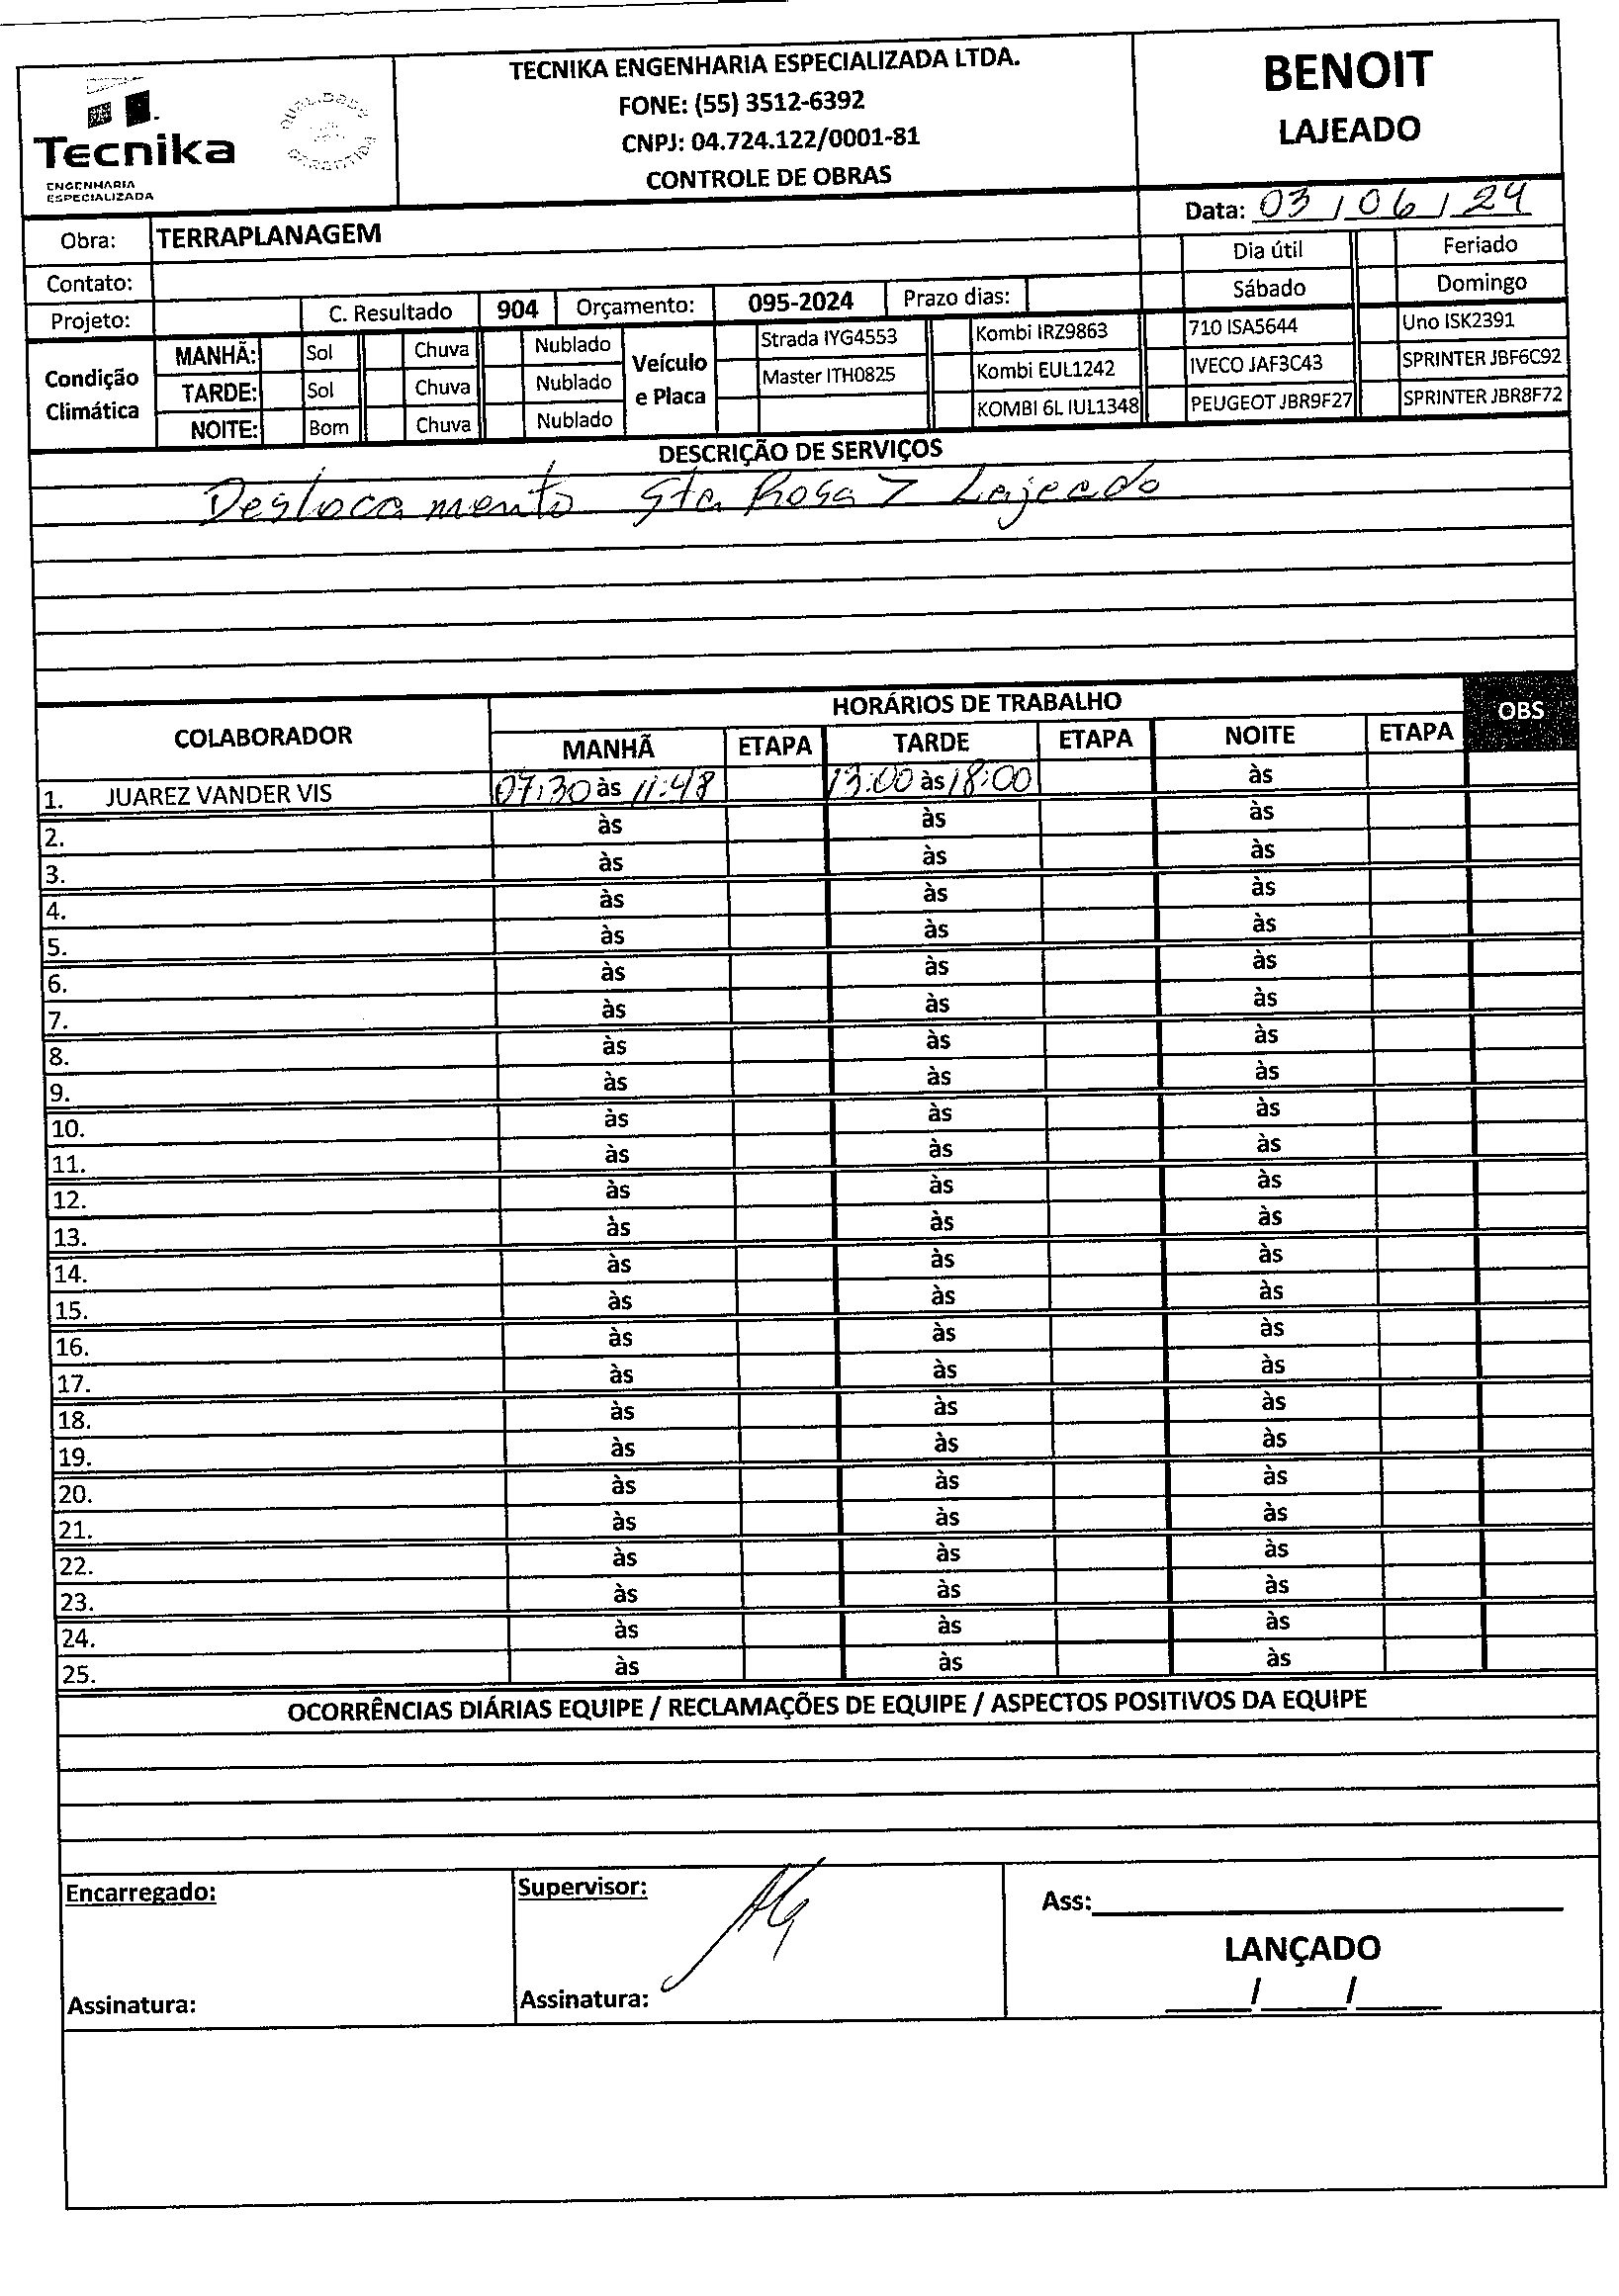 TECNIKA ENGENHARIA ESPECIALIZADA LTDA.
FONE: (55) 3512-6392
CNPJ: 04.724.122/0001-81
CONTROLE DE OBRAS
Tecnika
ENGENHARIA
ESPECIALIZADA
BENOIT
LAJEADO
Data: 03 / 06 / 24
Obra: TERRAPLANAGEM
Contato:
Dia útil Feriado
Sábado Domingo
Projeto: C. Resultado 904 Orçamento: 095-2024 Prazo dias:
Condição Climática
MANHÃ: Sol Chuva Nublado
TARDE: Sol Chuva Nublado
NOITE: Bom Chuva Nublado
Veículo e Placa
Strada IYG4553 Kombi IRZ9863 710 ISA5644 Uno ISK2391
Master ITH0825 Kombi EUL1242 IVECO JAF3C43 SPRINTER JBF6C92
KOMBI 6L IUL1348 PEUGEOT JBR9F27 SPRINTER JBR8F72
DESCRIÇÃO DE SERVIÇOS
Deslocamento Sta Rosa > Lajeado
COLABORADOR HORÁRIOS DE TRABALHO OBS
MANHÃ ETAPA TARDE ETAPA NOITE ETAPA
1. JUAREZ VANDER VIS 07:30 às 11:48 13:00 às 18:00 às
2. às às às
3. às às às
4. às às às
5. às às às
6. às às às
7. às às às
8. às às às
9. às às às
10. às às às
11. às às às
12. às às às
13. às às às
14. às às às
15. às às às
16. às às às
17. às às às
18. às às às
19. às às às
20. às às às
21. às às às
22. às às às
23. às às às
24. às às às
25. às às às
OCORRÊNCIAS DIÁRIAS EQUIPE / RECLAMAÇÕES DE EQUIPE / ASPECTOS POSITIVOS DA EQUIPE
Encarregado: Supervisor: Ass:
LANÇADO
Assinatura: Assinatura: / /